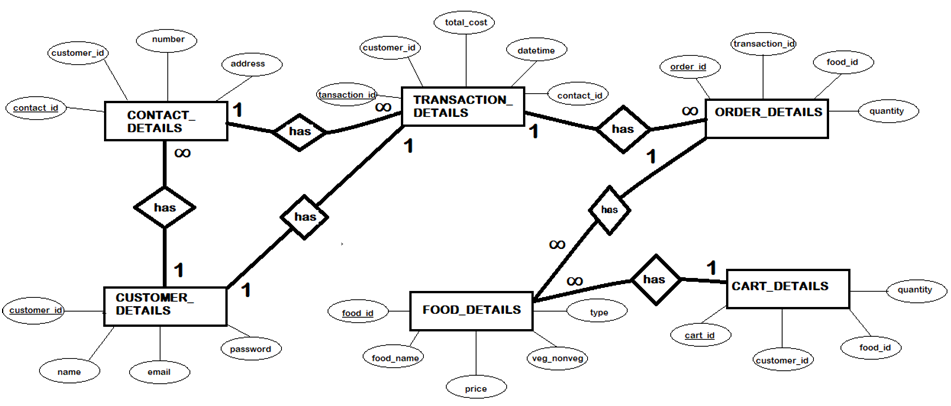 total_cost
number
customer_id
customer_id
datetime
transaction_id
address
order_id
food_id
contact_id
tansaction_id
contact_id
CONTACT_
DETAILS
1
has
∞
TRANSACTION_
DETAILS
1
has
∞
ORDER_DETAILS
quantity
∞
1
1
has
has
has
∞
1
1
∞
has
1
customer_id
CUSTOMER_
DETAILS
food_id
FOOD_DETAILS
type
CART_DETAILS
quantity
name
email
password
food_name
price
veg_nonveg
cart_id
customer_id
food_id